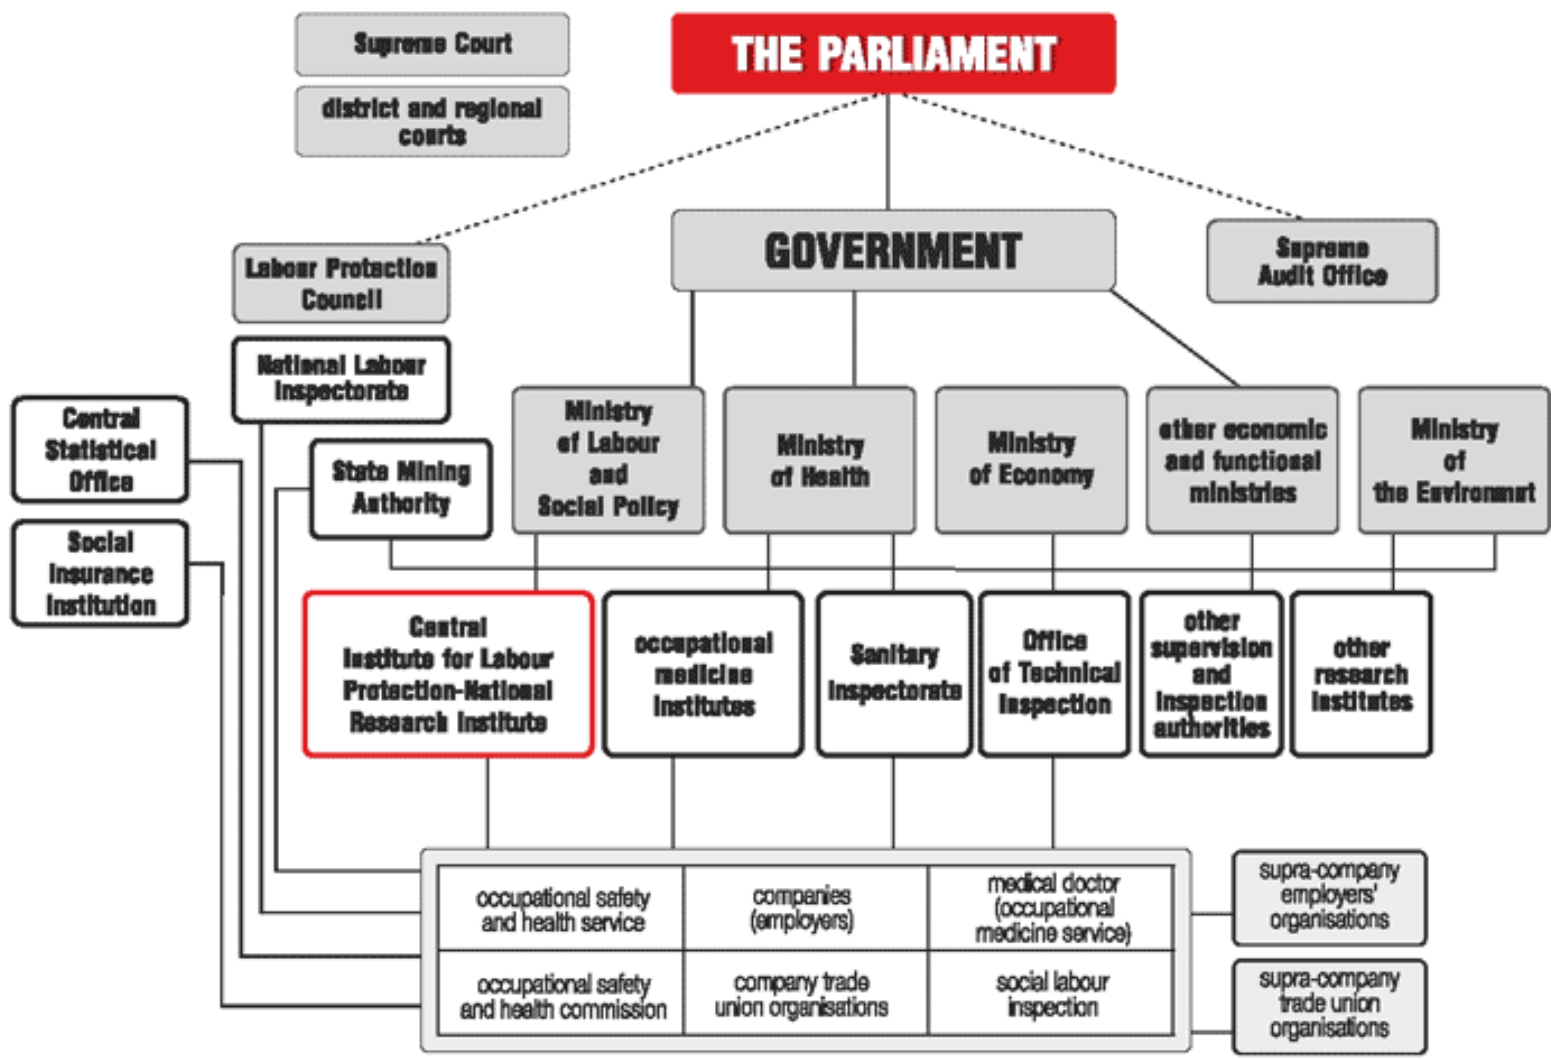 Supreme Court
THE PARLIAMENT
district and regional
courts
GOVERNMENT
Supreme
Audit Office
Labour Protection
Council
National Labour
Inspectorate
Central
Statistical
Office
State Mining
Authority
Ministry
of Labour
and
Social Policy
Ministry
of Health
Ministry
of Economy
other economic
and functional
ministries
Ministry
of
the Environmt
Social
Insurance
Institution
Central
Institute for Labour
Protection-National
Research Institute
occupational
medicine
institutes
Sanitary
Inspectorate
Office
of Technical
Inspection
other
supervision
and
inspection
authorities
other
research
institutes
occupational safety
and health service
companies
(employers)
medical doctor
(occupational
medicine service)
supra-company
employers'
organisations
occupational safety
and health commission
company trade
union organisations
social labour
inspection
supra-company
trade union
organisations